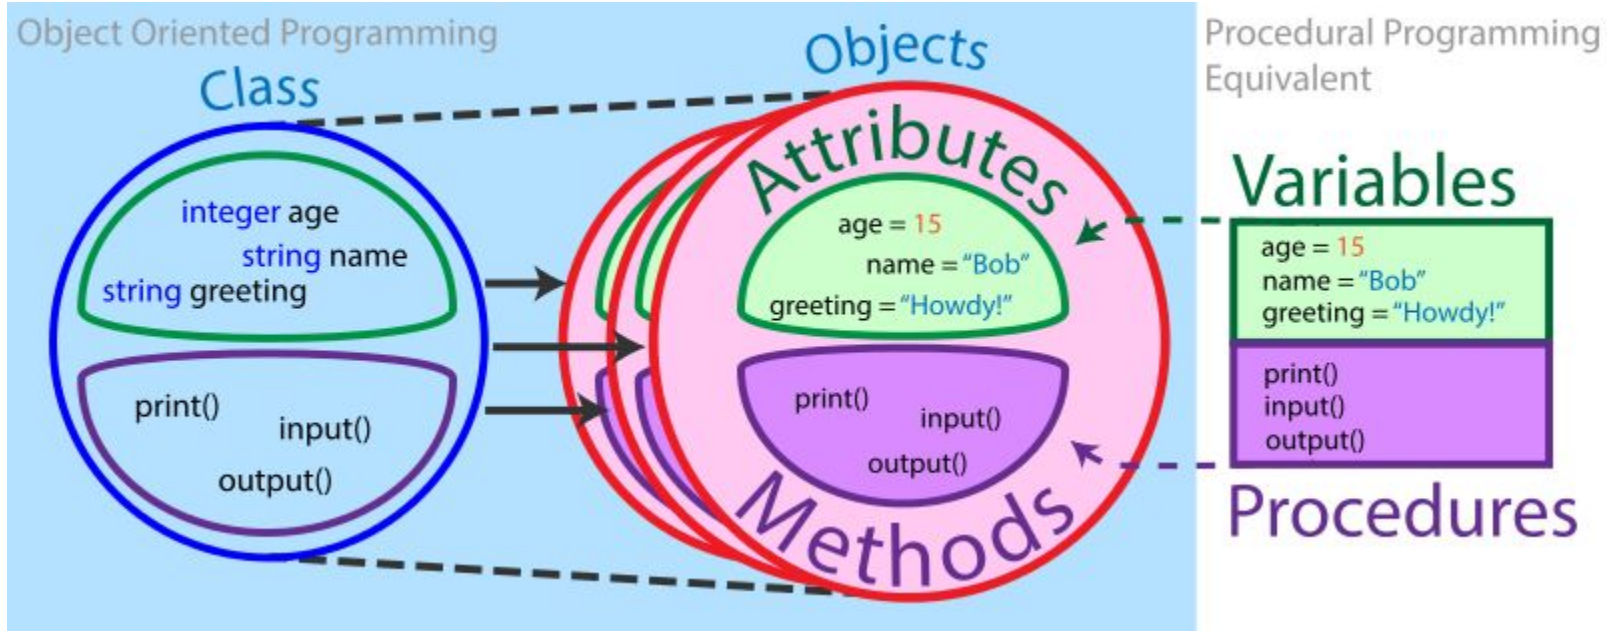 Object Oriented Programming
Class
integer age
string name
string greeting
print()
input()
output()
Objects
Attributes
age = 15
name = “Bob”
greeting = “Howdy!”
print()
input()
output()
Methods
Procedural Programming
Equivalent
Variables
age = 15
name = “Bob”
greeting = “Howdy!”
print()
input()
output()
Procedures